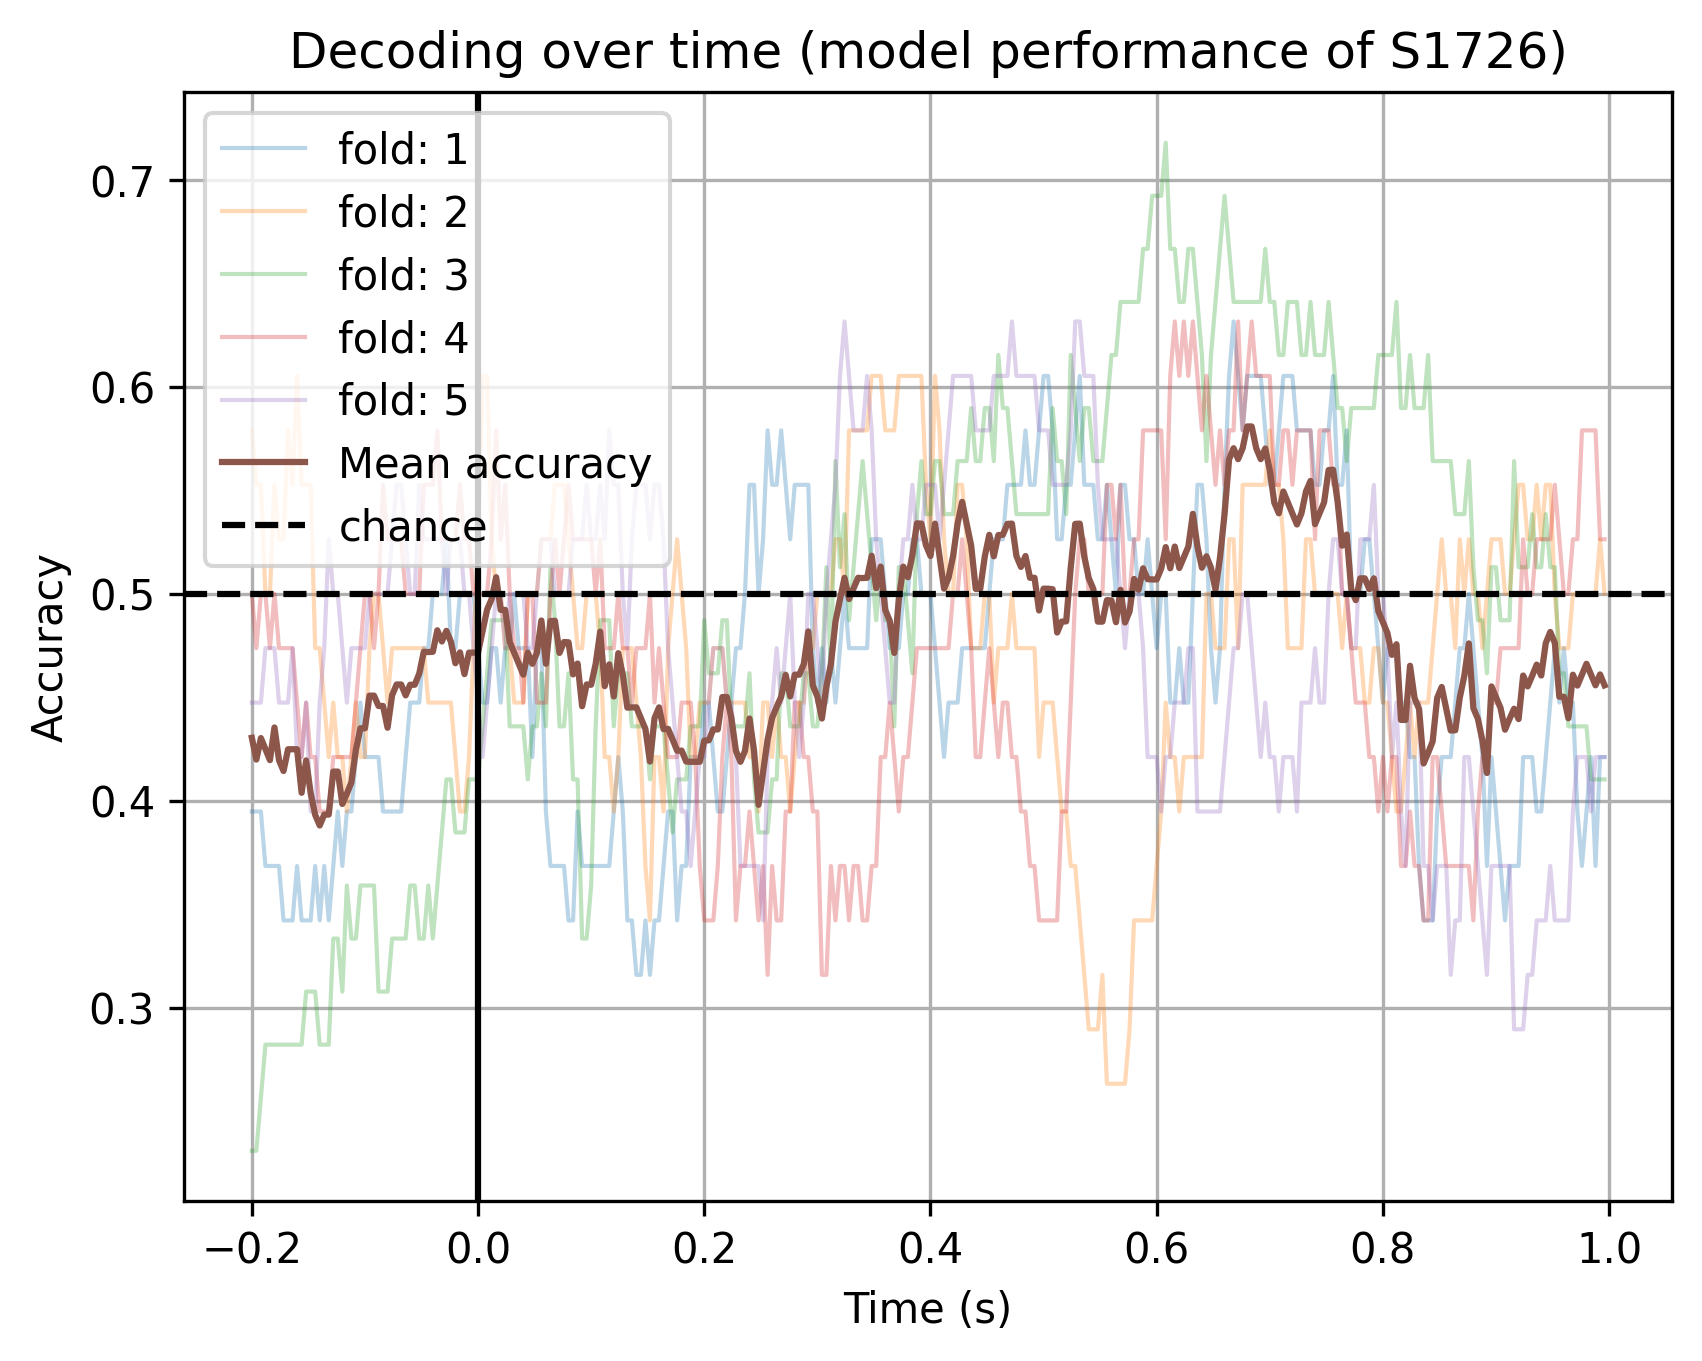 Decoding over time (model performance of S1726)
fold: 1
fold: 2
fold: 3
fold: 4
fold: 5
Mean accuracy
chance
0.7
0.6
0.5
0.4
0.3
Accuracy
−0.2 0.0 0.2 0.4 0.6 0.8 1.0
Time (s)